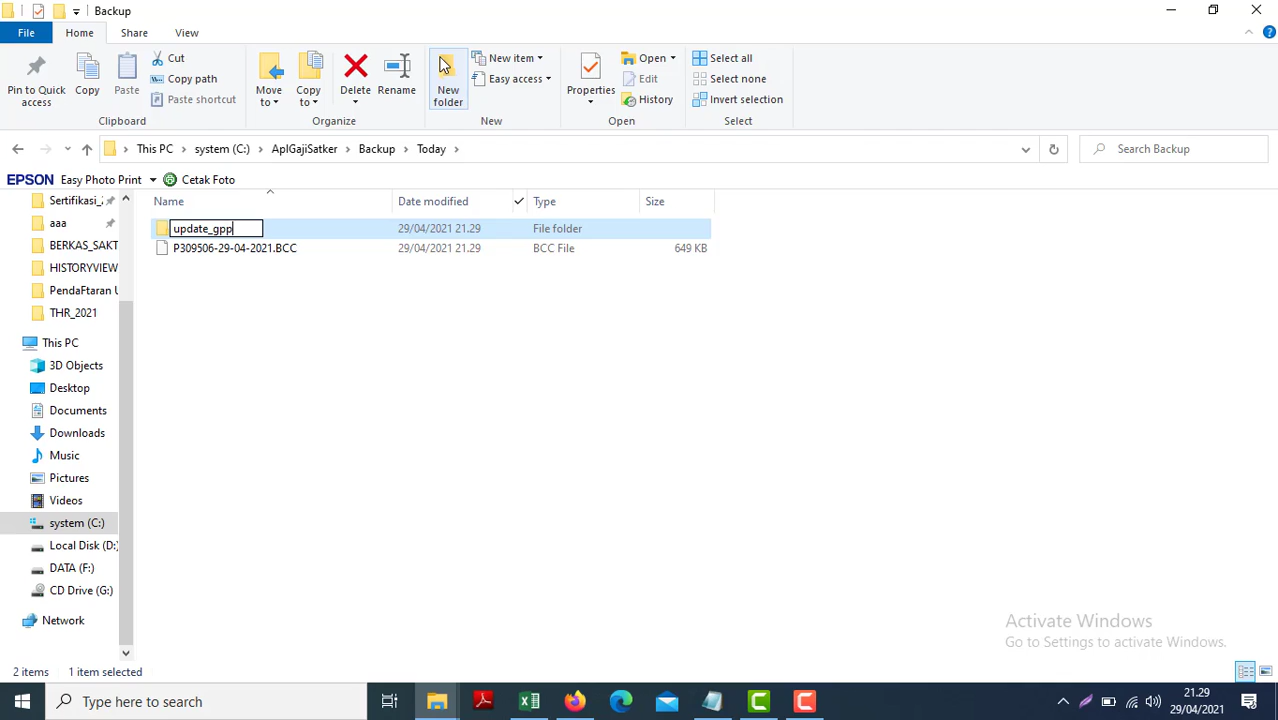 Backup
File Home Share View
Pin to Quick access
Copy
Paste
Cut
Copy path
Paste shortcut
Clipboard
Move to
Copy to
Delete
Rename
Organize
New folder
New item
Easy access
New
Properties
Open
Edit
History
Open
Select all
Select none
Invert selection
Select
This PC > system (C:) > AplGajiSatker > Backup > Today >
Search Backup
EPSON Easy Photo Print Cetak Foto
Name Date modified Type Size
update_gpp 29/04/2021 21.29 File folder
P309506-29-04-2021.BCC 29/04/2021 21.29 BCC File 649 KB
Sertifikasi_
aaa
BERKAS_SAKT
HISTORYVIEW
PendaFtaran U
THR_2021
This PC
3D Objects
Desktop
Documents
Downloads
Music
Pictures
Videos
system (C:)
Local Disk (D:)
DATA (F:)
CD Drive (G:)
Network
Activate Windows
Go to Settings to activate Windows.
2 items 1 item selected
Type here to search
21.29
29/04/2021